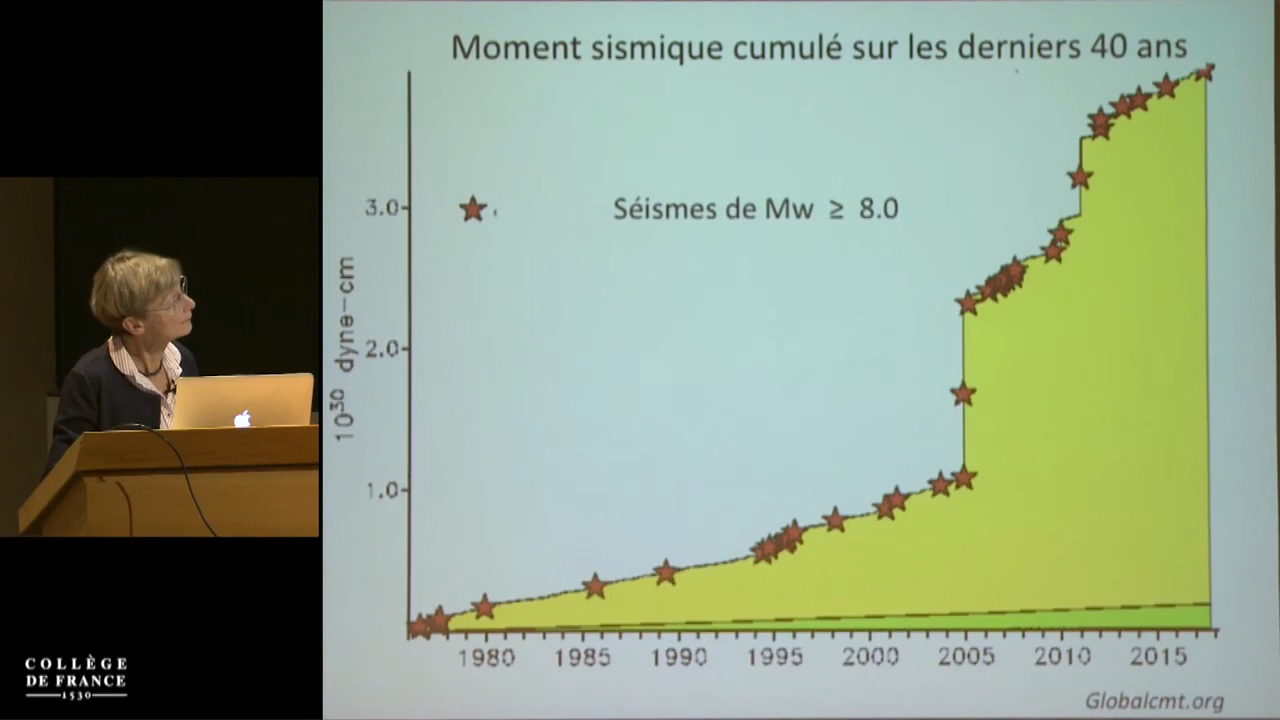 Moment sismique cumulé sur les derniers 40 ans
Séismes de Mw ≥ 8.0
3.0
2.0
1.0
10³⁰ dyne-cm
1980 1985 1990 1995 2000 2005 2010 2015
Globalcmt.org
COLLÈGE
DE FRANCE
1530